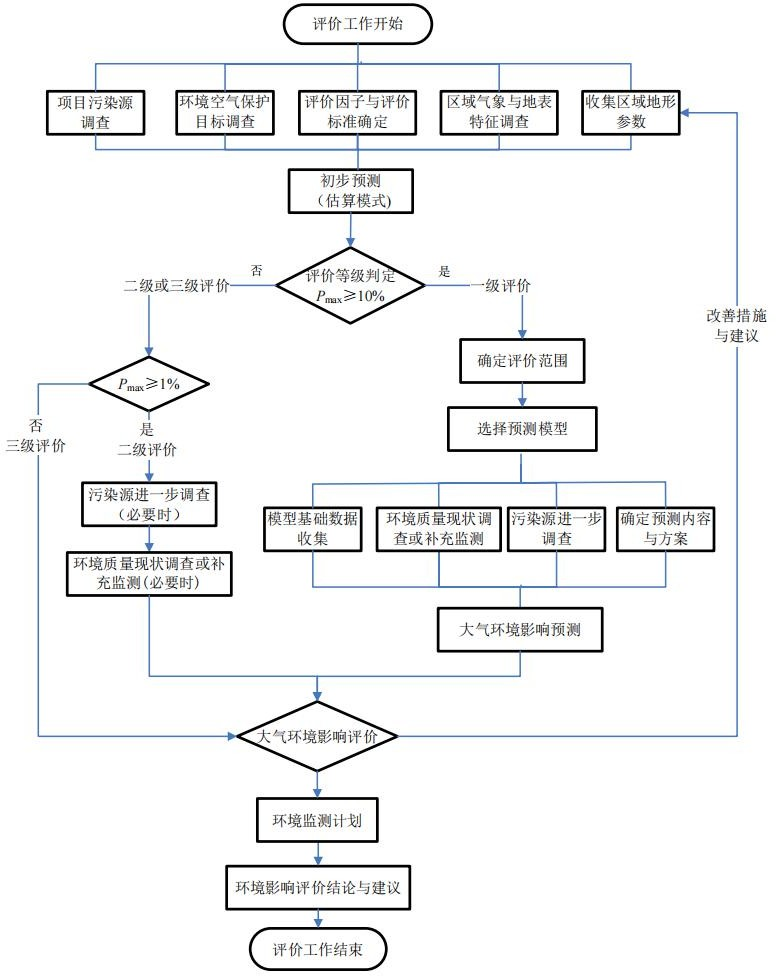 评价工作开始
项目污染源
调查
环境空气保护
目标调查
评价因子与评价
标准确定
区域气象与地表
特征调查
收集区域地形
参数
初步预测
（估算模式)
评价等级判定
Pmax≥10%
否
是
二级或三级评价
一级评价
改善措施
与建议
确定评价范围
Pmax≥1%
选择预测模型
否
三级评价
是
二级评价
污染源进一步调查
（必要时）
模型基础数据
收集
环境质量现状调
查或补充监测
污染源进一步
调查
确定预测内容
与方案
环境质量现状调查或补
充监测(必要时)
大气环境影响预测
大气环境影响评价
环境监测计划
环境影响评价结论与建议
评价工作结束